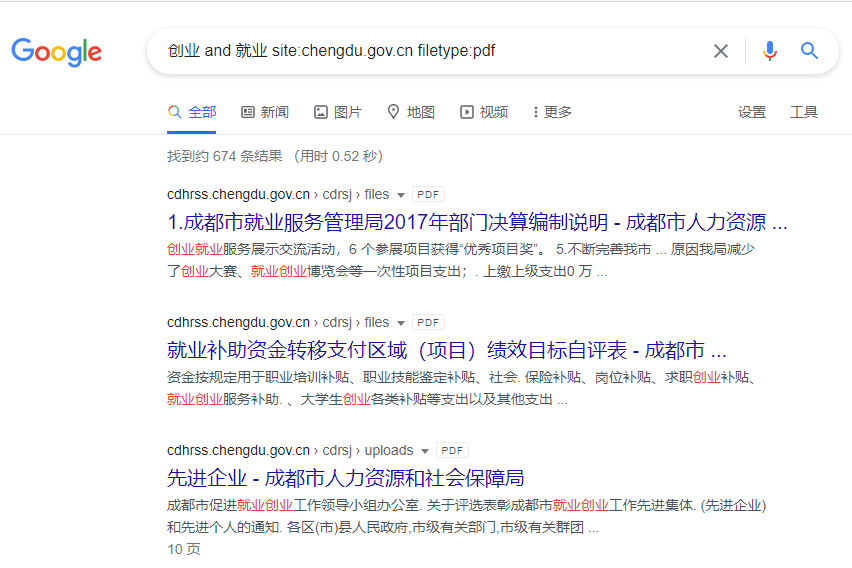 Google
创业 and 就业 site:chengdu.gov.cn filetype:pdf
全部 新闻 图片 地图 视频 更多 设置 工具
找到约 674 条结果 （用时 0.52 秒）
cdhrss.chengdu.gov.cn › cdrsj › files PDF
1.成都市就业服务管理局2017年部门决算编制说明 - 成都市人力资源 ...
创业就业服务展示交流活动，6 个参展项目获得“优秀项目奖”。 5.不断完善我市 ... 原因我局减少
了创业大赛、就业创业博览会等一次性项目支出；. 上缴上级支出0 万 ...
cdhrss.chengdu.gov.cn › cdrsj › files PDF
就业补助资金转移支付区域（项目）绩效目标自评表 - 成都市 ...
资金按规定用于职业培训补贴、职业技能鉴定补贴、社会. 保险补贴、岗位补贴、求职创业补贴、
就业创业服务补助. 、大学生创业各类补贴等支出以及其他支出 ...
cdhrss.chengdu.gov.cn › cdrsj › uploads PDF
先进企业 - 成都市人力资源和社会保障局
成都市促进就业创业工作领导小组办公室. 关于评选表彰成都市就业创业工作先进集体. (先进企业)
和先进个人的通知. 各区(市)县人民政府,市级有关部门,市级有关群团 ...
10 页